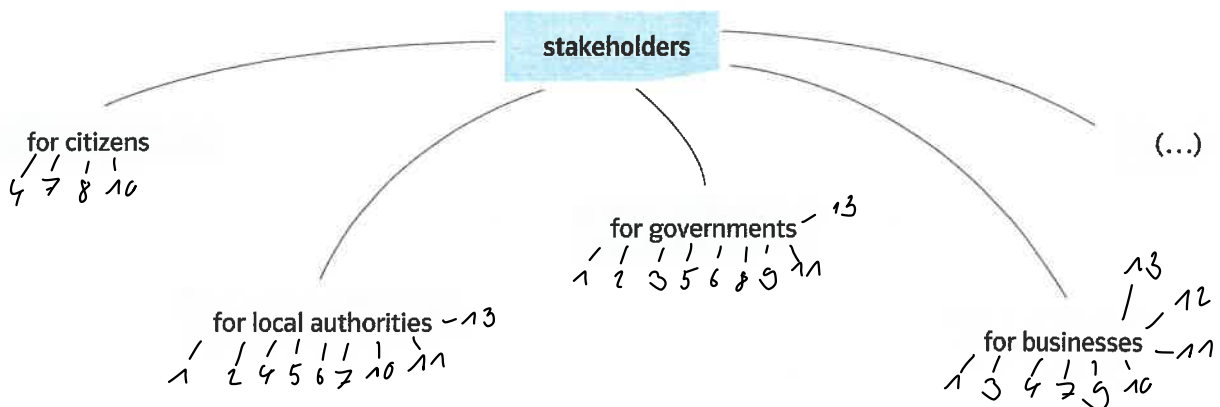 stakeholders
for citizens
4 7 8 10
(...)
for governments 13
1 2 3 5 6 8 9 11
for local authorities 13
1 2 4 5 6 7 10 11
13
12
for businesses 11
1 3 4 7 9 10